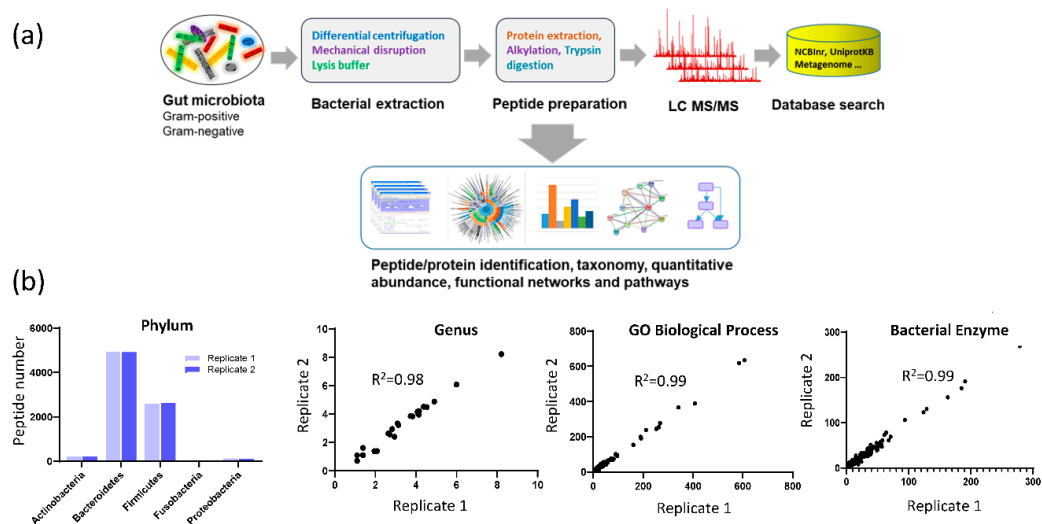 (a)
Gut microbiota
Gram-positive
Gram-negative
Differential centrifugation
Mechanical disruption
Lysis buffer
Bacterial extraction
Protein extraction,
Alkylation, Trypsin
digestion
Peptide preparation
LC MS/MS
NCBInr, UniprotKB
Metagenome ...
Database search
Peptide/protein identification, taxonomy, quantitative
abundance, functional networks and pathways
(b)
Phylum
Peptide number
6000
4000
2000
0
Replicate 1
Replicate 2
Actinobacteria
Bacteroidetes
Firmicutes
Fusobacteria
Proteobacteria
Genus
R²=0.98
Replicate 2
10
8
6
4
2
0
0 2 4 6 8 10
Replicate 1
GO Biological Process
R²=0.99
Replicate 2
800
600
400
200
0
0 200 400 600 800
Replicate 1
Bacterial Enzyme
R²=0.99
Replicate 2
300
200
100
0
0 100 200 300
Replicate 1